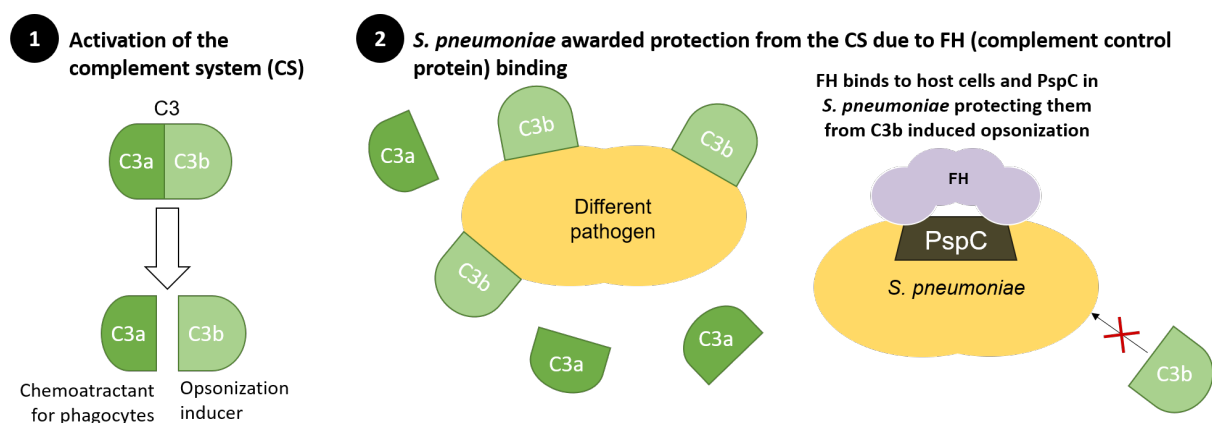 1
Activation of the
complement system (CS)
C3
C3a
C3b
C3a
C3b
Chemoatractant
for phagocytes
Opsonization
inducer
2
S. pneumoniae awarded protection from the CS due to FH (complement control
protein) binding
C3a
C3b
C3b
Different
pathogen
C3b
C3a
C3a
FH binds to host cells and PspC in
S. pneumoniae protecting them
from C3b induced opsonization
FH
PspC
S. pneumoniae
C3b